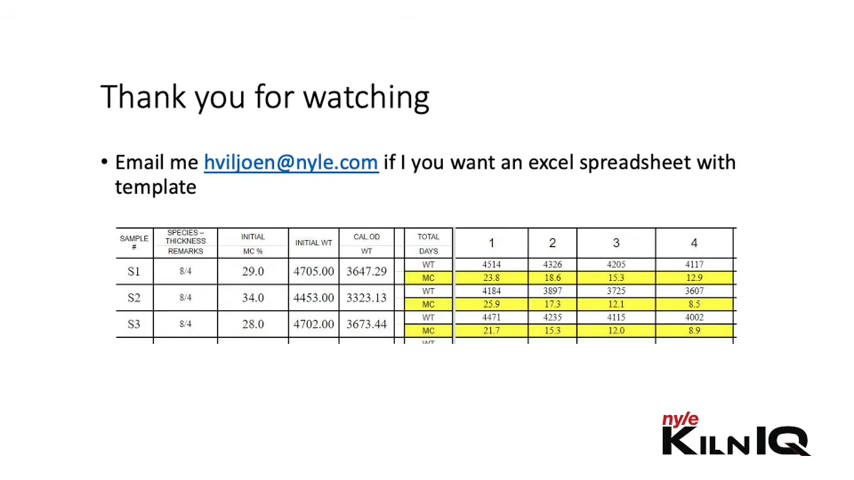 Thank you for watching
• Email me hviljoen@nyle.com if I you want an excel spreadsheet with
template
SAMPLE # SPECIES – THICKNESS REMARKS INITIAL MC % INITIAL WT CAL.OD WT TOTAL DAYS 1 2 3 4
S1 8/4 29.0 4705.00 3647.29 WT 4514 4326 4205 4117
MC 23.8 18.6 15.3 12.9
S2 8/4 34.0 4453.00 3323.13 WT 4184 3897 3725 3607
MC 25.9 17.3 12.1 8.5
S3 8/4 28.0 4702.00 3673.44 WT 4471 4235 4115 4002
MC 21.7 15.3 12.0 8.9
nyle
KILNIQ